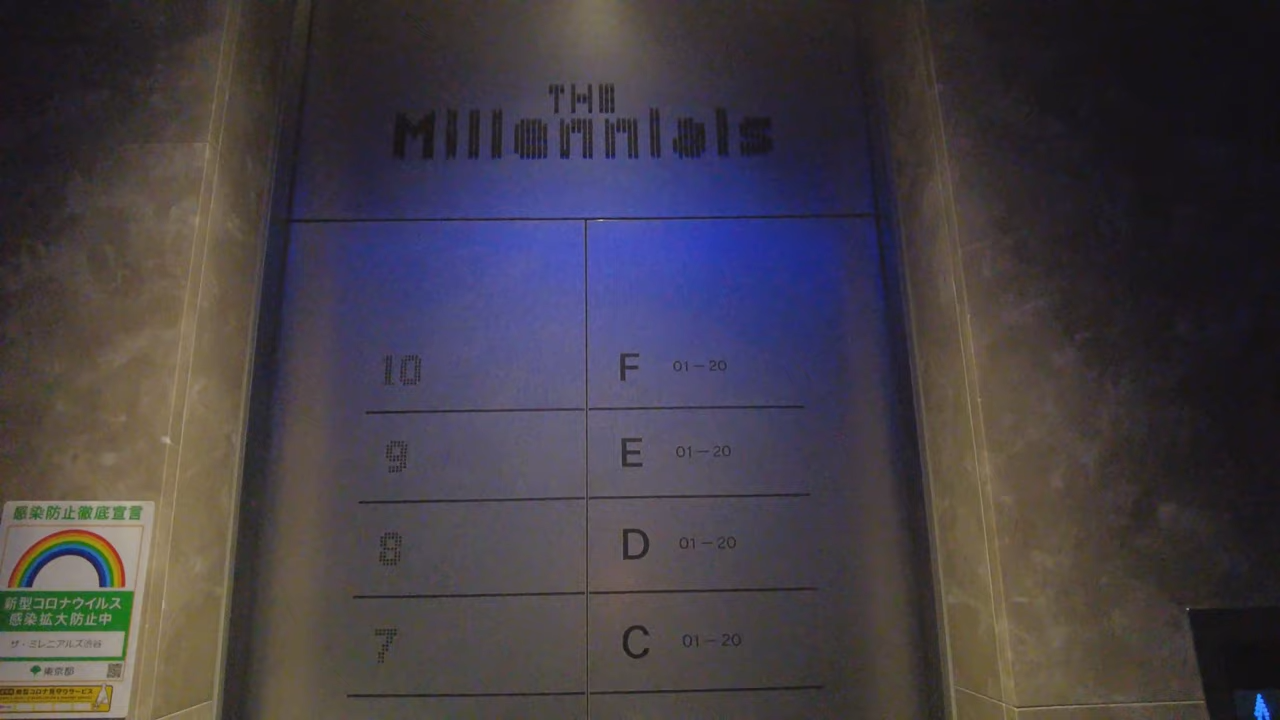 THE
Millennials
10 F 01−20
9 E 01−20
8 D 01−20
7 C 01−20
感染防止徹底宣言
新型コロナウイルス
感染拡大防止中
ザ・ミレニアルズ渋谷
東京都